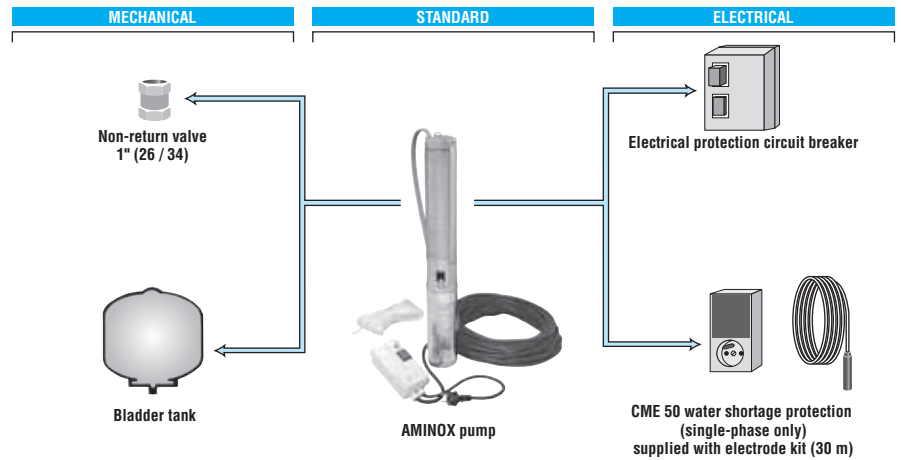 MECHANICAL
STANDARD
ELECTRICAL
Non-return valve
1" (26 / 34)
Electrical protection circuit breaker
Bladder tank
AMINOX pump
CME 50 water shortage protection
(single-phase only)
supplied with electrode kit (30 m)